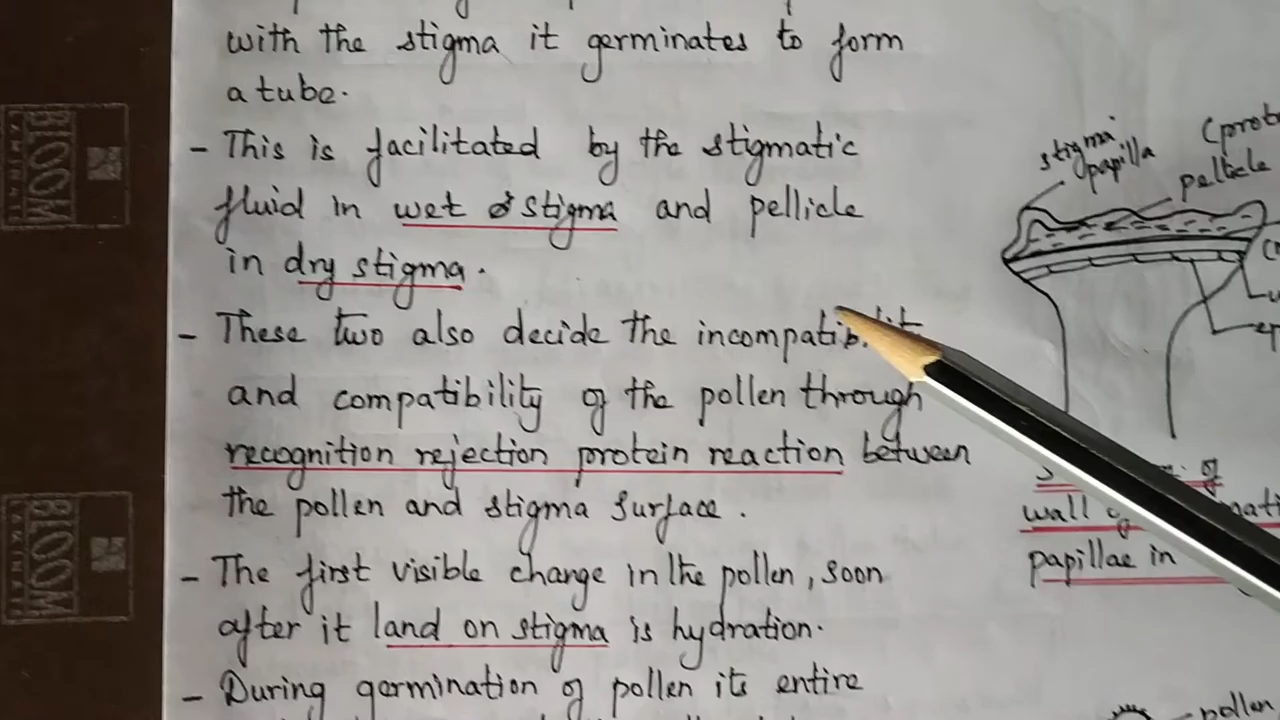 with the stigma it germinates to form
a tube.
- This is facilitated by the stigmatic
fluid in wet stigma and pellicle
in dry stigma.
- These two also decide the
and compatibility of the pollen through
recognition rejection protein reaction between
the pollen and stigma surface.
- The first visible change in the pollen, soon
after it land on stigma is hydration.
- During germination of pollen its entire
stigma
papilla
pellicle
of
wall
papillae in
pollen
BLOOM
BLOOM